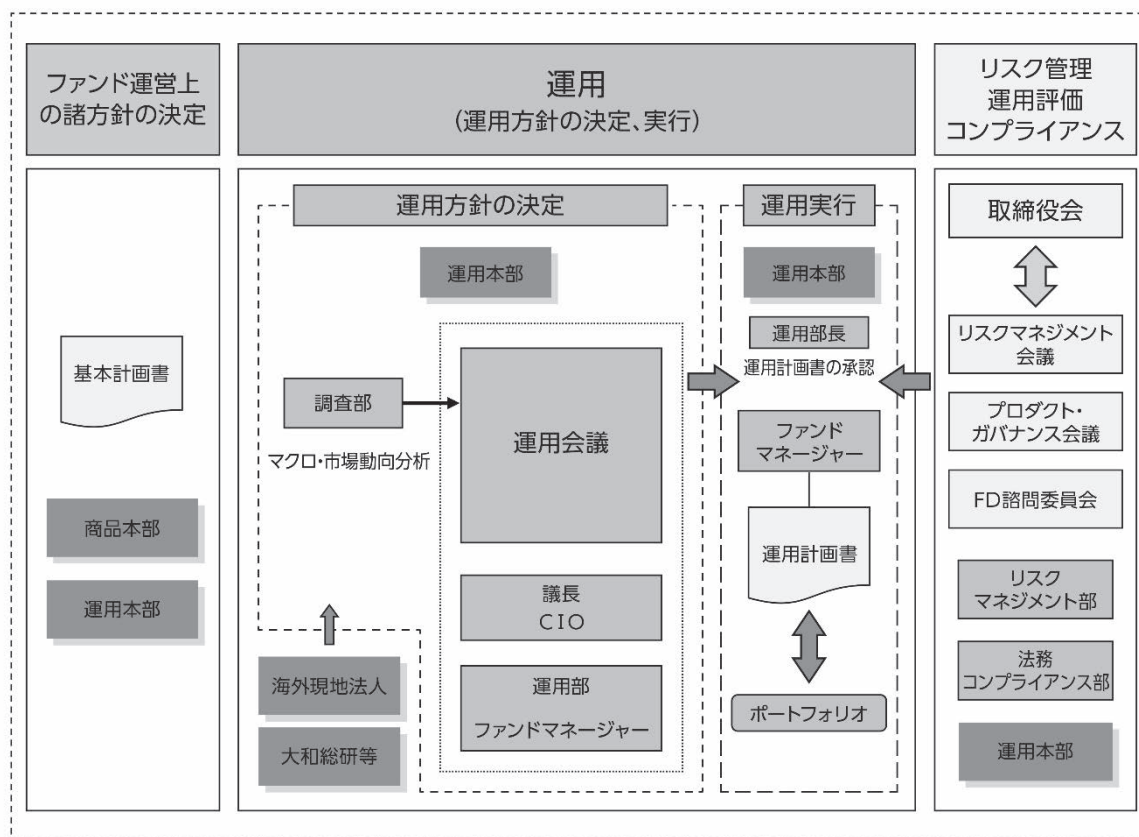 ファンド運営上
の諸方針の決定
運用
(運用方針の決定、実行)
リスク管理
運用評価
コンプライアンス
基本計画書
商品本部
運用本部
運用方針の決定
運用本部
調査部
マクロ・市場動向分析
運用会議
議長
CIO
運用部
ファンドマネージャー
海外現地法人
大和総研等
運用実行
運用本部
運用部長
運用計画書の承認
ファンド
マネージャー
運用計画書
ポートフォリオ
取締役会
リスクマネジメント
会議
プロダクト・
ガバナンス会議
FD諮問委員会
リスク
マネジメント部
法務
コンプライアンス部
運用本部